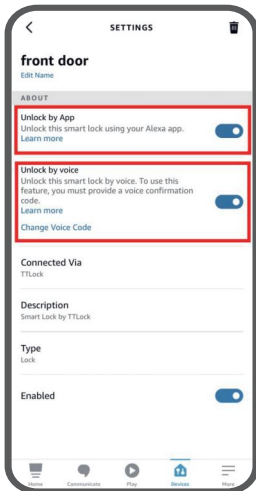 SETTINGS
front door
Edit Name
ABOUT
Unlock by App
Unlock this smart lock using your Alexa app.
Learn more
Unlock by voice
Unlock this smart lock by voice. To use this
feature, you must provide a voice confirmation
code.
Learn more
Change Voice Code
Connected Via
TTLock
Description
Smart Lock by TTLock
Type
Lock
Enabled
Home Communicate Play Devices More